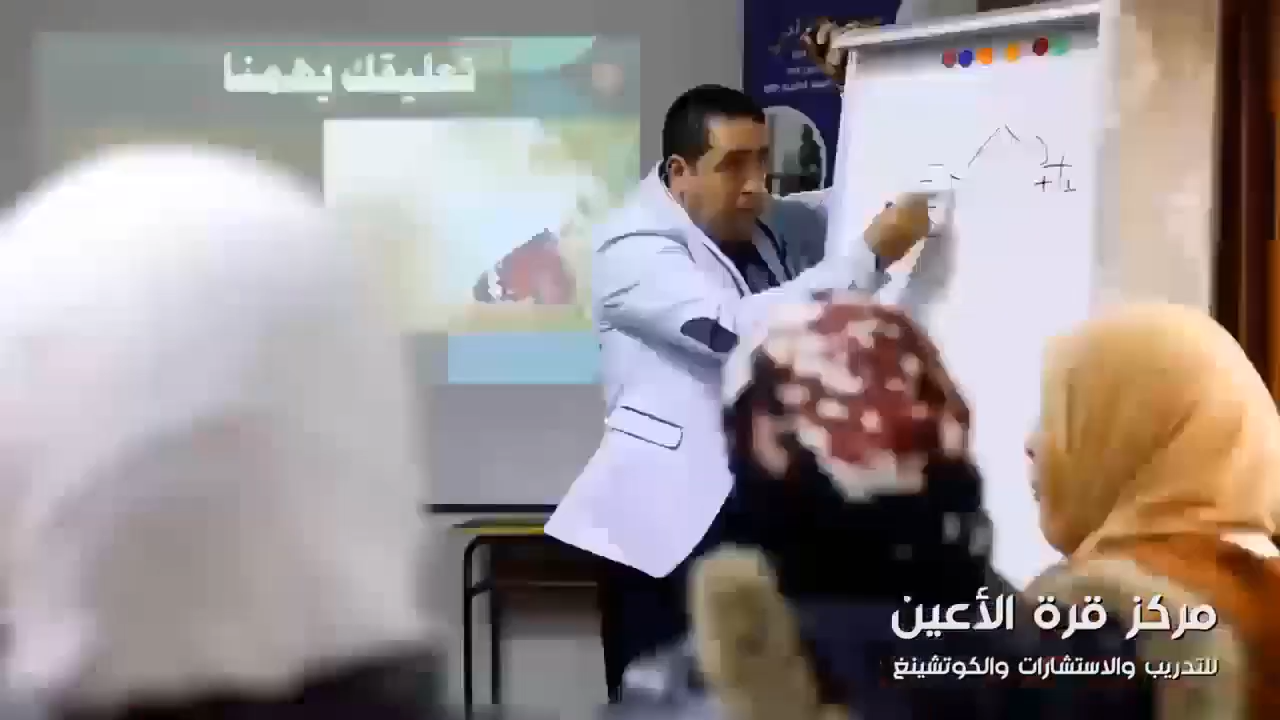 تعليقك يهمنا
مركز قرة الأعين
للتدريب والاستشارات والكوتشينغ